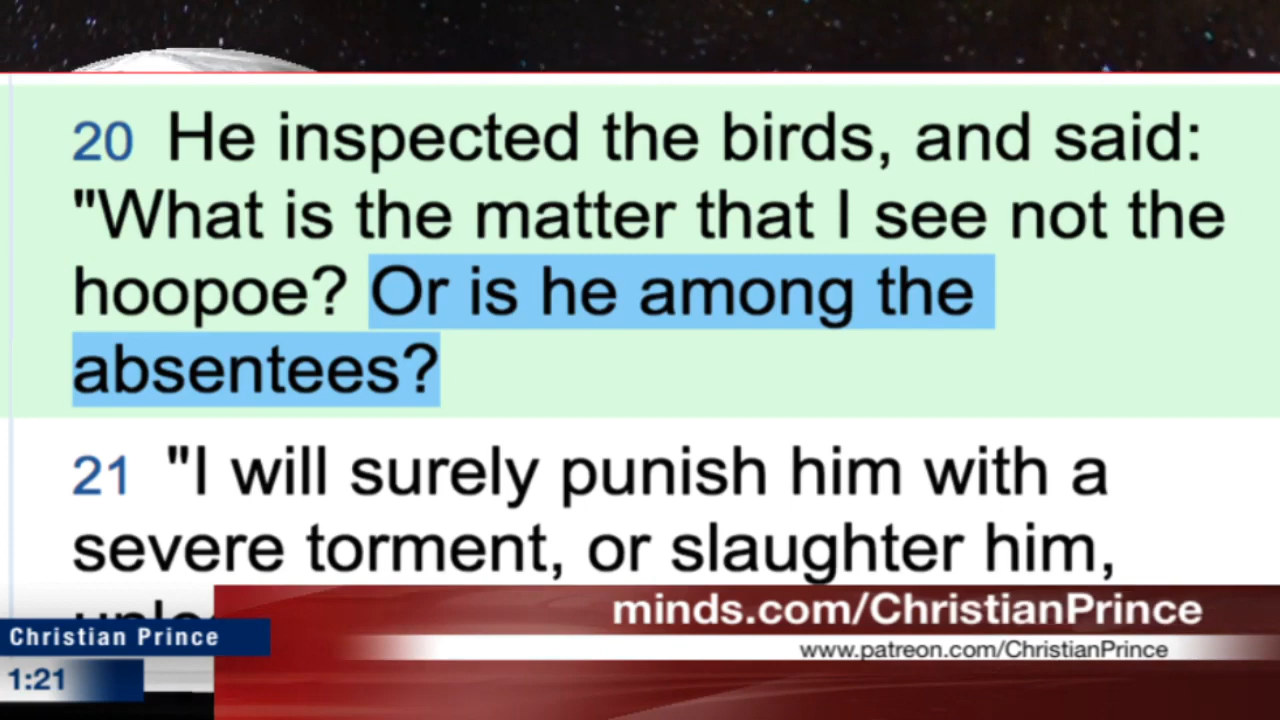 20 He inspected the birds, and said:
"What is the matter that I see not the
hoopoe? Or is he among the
absentees?
21 "I will surely punish him with a
severe torment, or slaughter him,
minds.com/ChristianPrince
Christian Prince
www.patreon.com/ChristianPrince
1:21